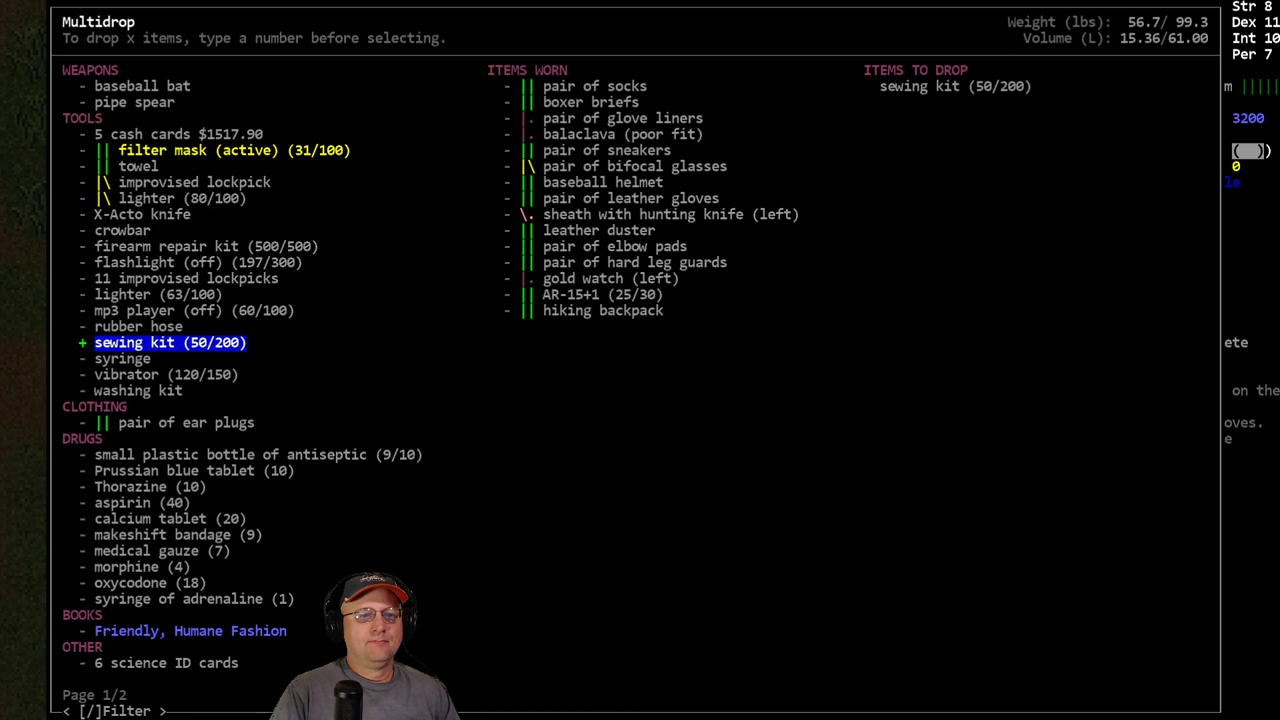 Multidrop
To drop x items, type a number before selecting.
Weight (lbs): 56.7/ 99.3
Volume (L): 15.36/61.00
WEAPONS
- baseball bat
- pipe spear
TOOLS
- 5 cash cards $1517.90
- || filter mask (active) (31/100)
- || towel
- |\ improvised lockpick
- |\ lighter (80/100)
- X-Acto knife
- crowbar
- firearm repair kit (500/500)
- flashlight (off) (197/300)
- 11 improvised lockpicks
- lighter (63/100)
- mp3 player (off) (60/100)
- rubber hose
+ sewing kit (50/200)
- syringe
- vibrator (120/150)
- washing kit
CLOTHING
- || pair of ear plugs
DRUGS
- small plastic bottle of antiseptic (9/10)
- Prussian blue tablet (10)
- Thorazine (10)
- aspirin (40)
- calcium tablet (20)
- makeshift bandage (9)
- medical gauze (7)
- morphine (4)
- oxycodone (18)
- syringe of adrenaline (1)
BOOKS
- Friendly, Humane Fashion
OTHER
- 6 science ID cards
Page 1/2
< [/]Filter >
ITEMS WORN
- || pair of socks
- || boxer briefs
- |. pair of glove liners
- |. balaclava (poor fit)
- || pair of sneakers
- |\ pair of bifocal glasses
- || baseball helmet
- || pair of leather gloves
- \. sheath with hunting knife (left)
- || leather duster
- || pair of elbow pads
- || pair of hard leg guards
- |. gold watch (left)
- || AR-15+1 (25/30)
- || hiking backpack
ITEMS TO DROP
sewing kit (50/200)
Str 8
Dex 11
Int 10
Per 7
m |||||
3200
( )
0
le
ete
on the
oves.
e